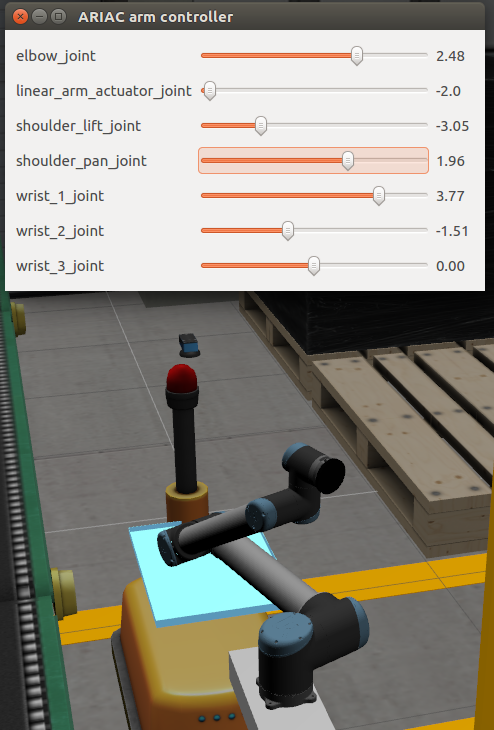 ARIAC arm controller
elbow_joint 2.48
linear_arm_actuator_joint -2.0
shoulder_lift_joint -3.05
shoulder_pan_joint 1.96
wrist_1_joint 3.77
wrist_2_joint -1.51
wrist_3_joint 0.00